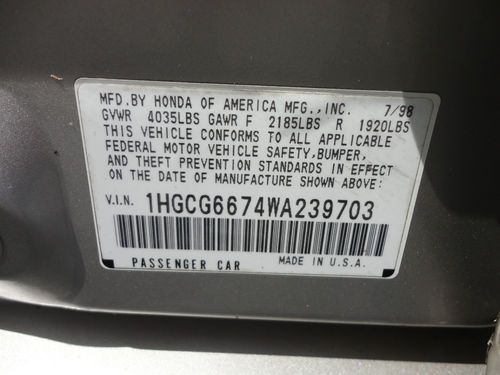 MFD.BY HONDA OF AMERICA MFG.,INC. 7/98
GVWR 4035LBS GAWR F 2185LBS R 1920LBS
THIS VEHICLE CONFORMS TO ALL APPLICABLE
FEDERAL MOTOR VEHICLE SAFETY,BUMPER,
AND THEFT PREVENTION STANDARDS IN EFFECT
ON THE DATE OF MANUFACTURE SHOWN ABOVE:
V.I.N. 1HGCG6674WA239703
PASSENGER CAR MADE IN U.S.A.